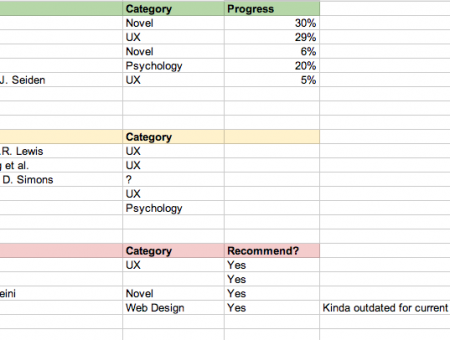 Category Progress
Novel 30%
UX 29%
Novel 6%
Psychology 20%
J. Seiden UX 5%
Category
.R. Lewis UX
et al. UX
D. Simons ?
UX
Psychology
Category Recommend?
UX Yes
Yes
eini Novel Yes
Web Design Yes Kinda outdated for current